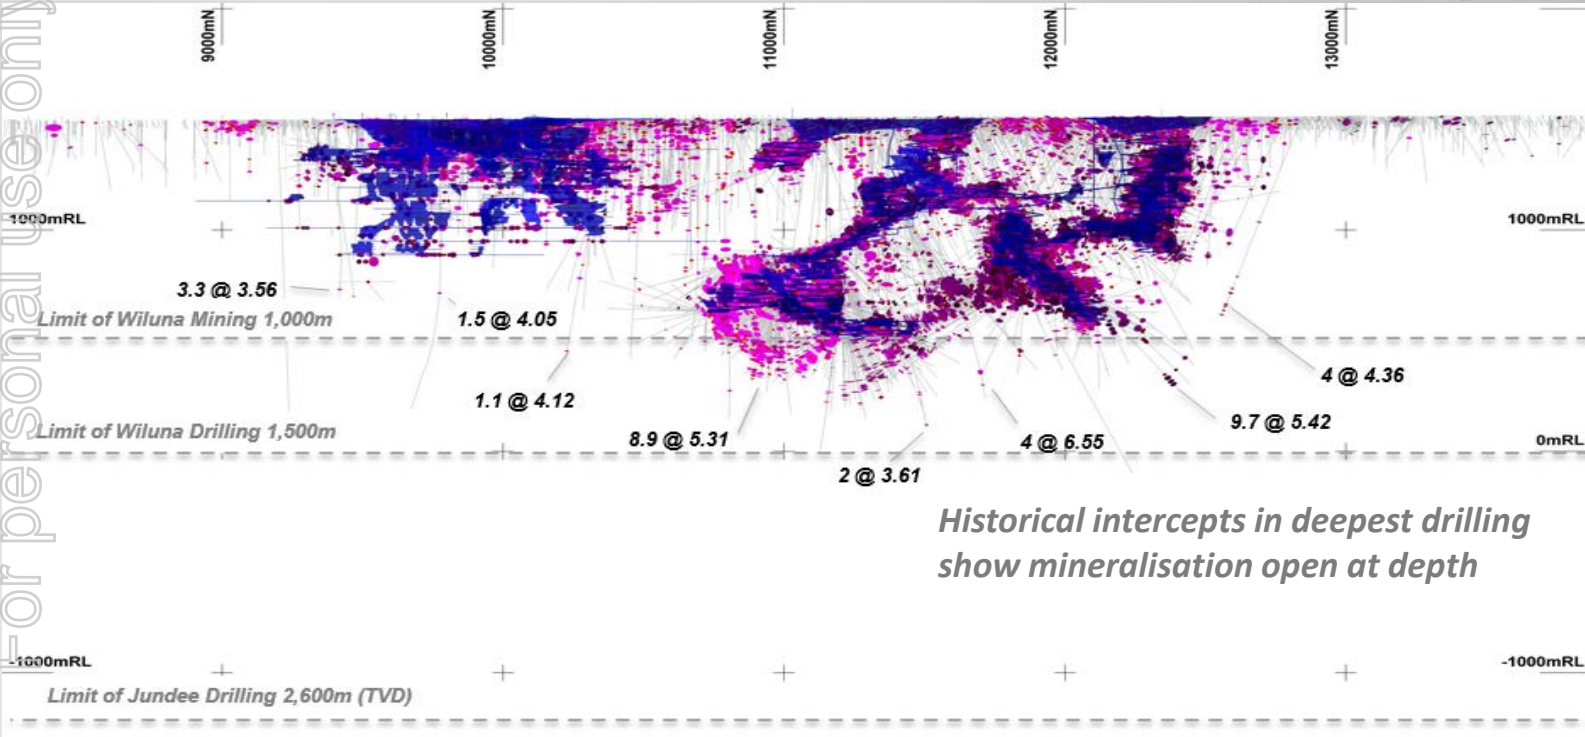 For personal use only
9000mN
10000mN
11000mN
12000mN
13000mN
1000mRL
1000mRL
3.3 @ 3.56
Limit of Wiluna Mining 1,000m
1.5 @ 4.05
4 @ 4.36
1.1 @ 4.12
9.7 @ 5.42
Limit of Wiluna Drilling 1,500m
8.9 @ 5.31
4 @ 6.55
0mRL
2 @ 3.61
Historical intercepts in deepest drilling
show mineralisation open at depth
-1000mRL
-1000mRL
Limit of Jundee Drilling 2,600m (TVD)